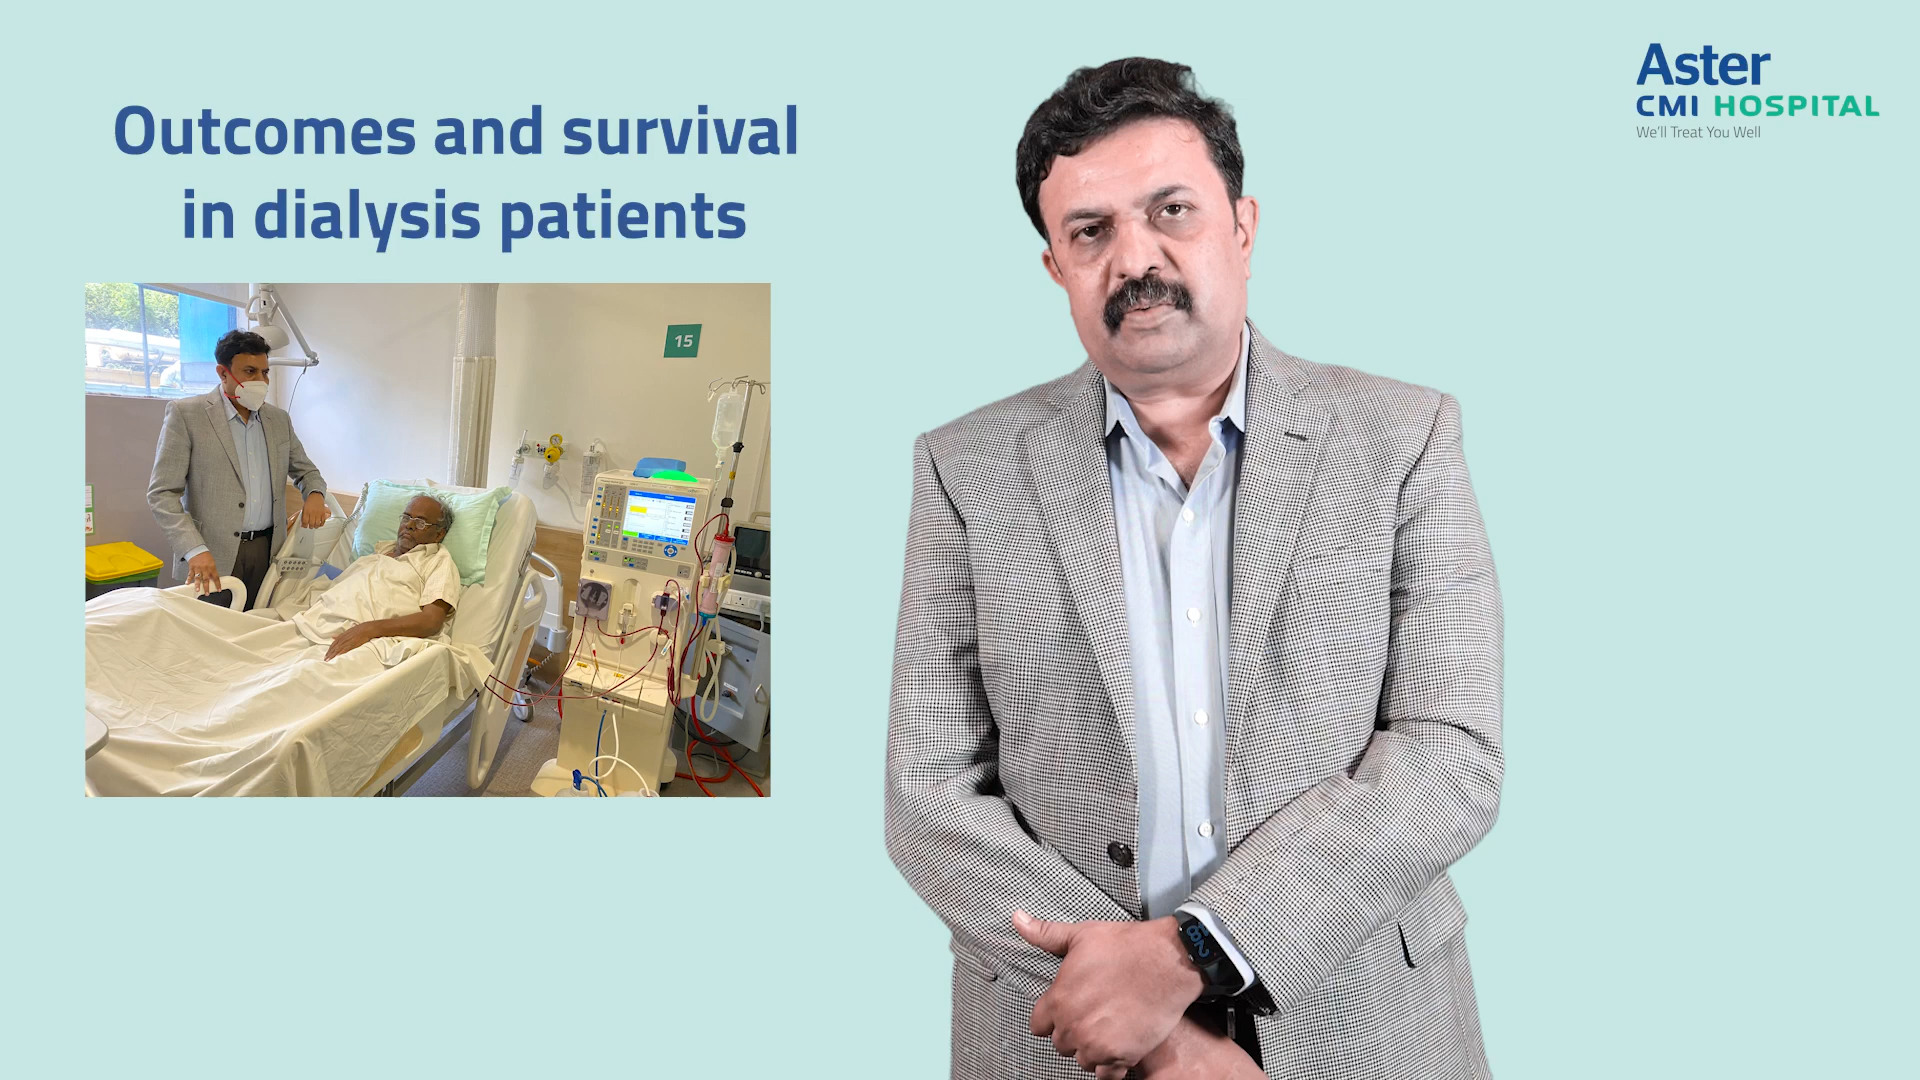 Outcomes and survival
in dialysis patients
Aster
CMI HOSPITAL
We'll Treat You Well
15